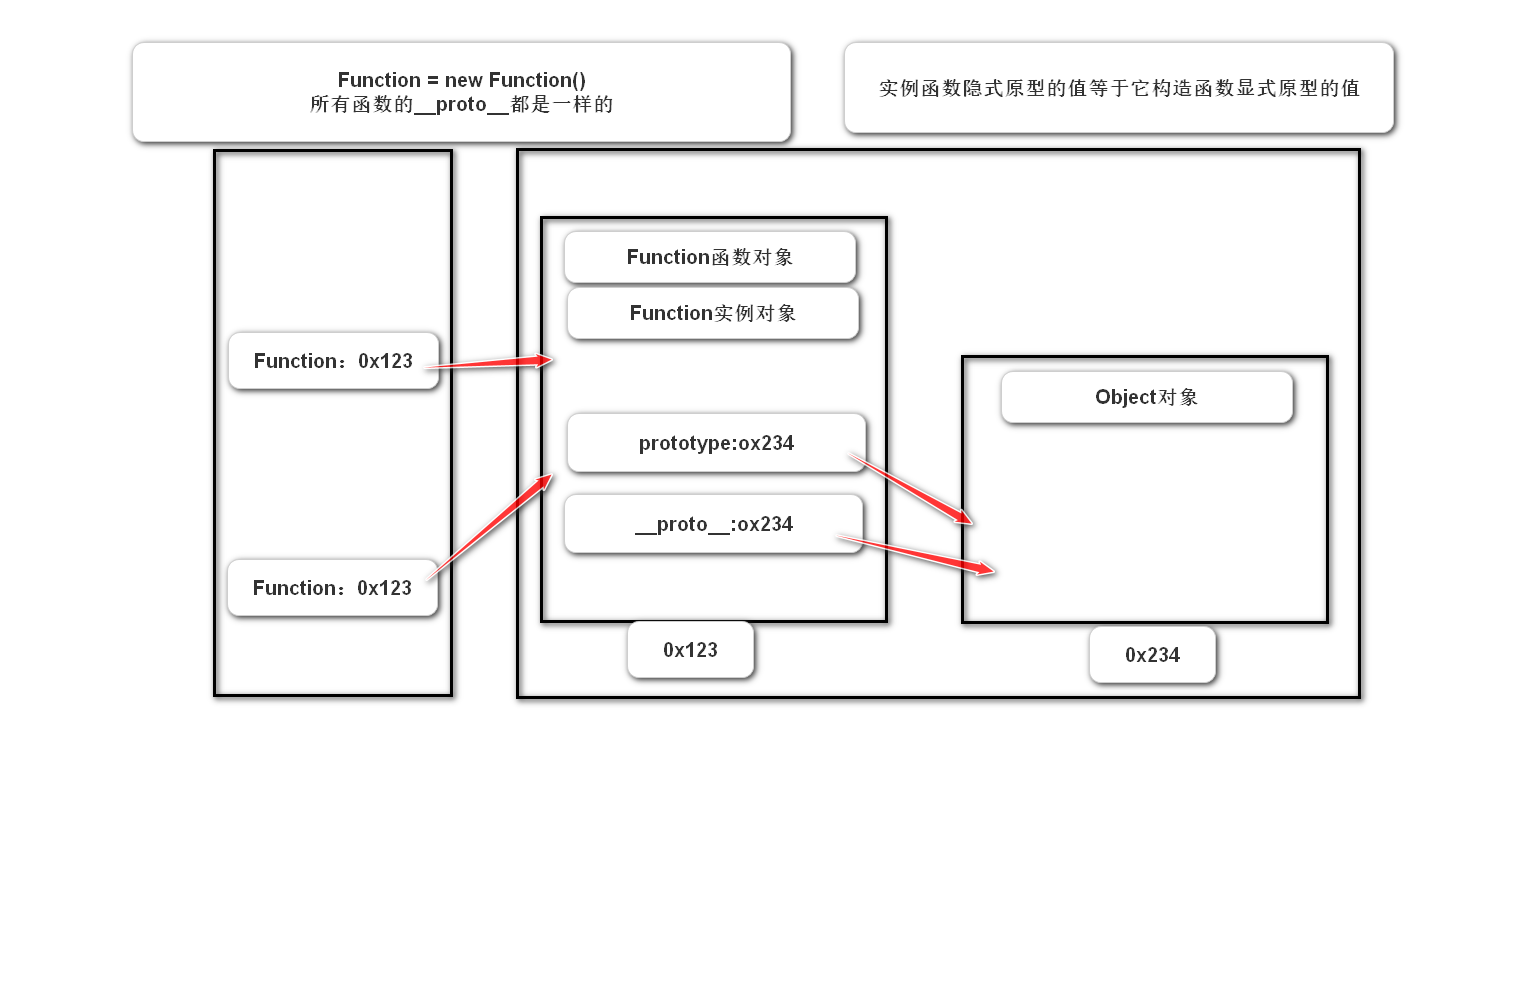 Function = new Function()
所有函数的__proto__都是一样的
实例函数隐式原型的值等于它构造函数显式原型的值
Function函数对象
Function实例对象
Function：0x123
Object对象
prototype:ox234
__proto__:ox234
Function：0x123
0x123
0x234